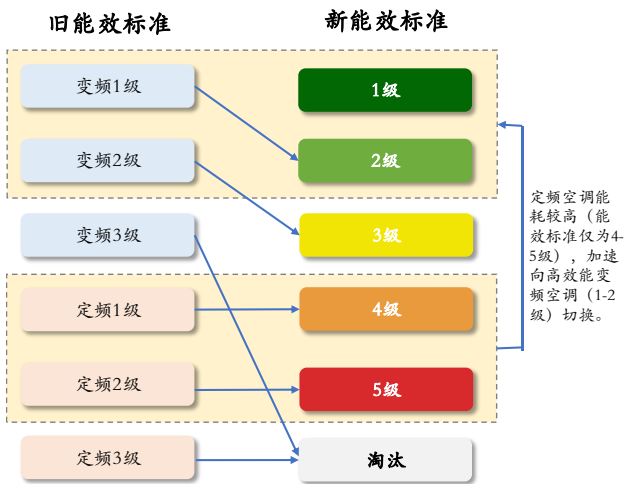 旧能效标准
新能效标准
变频1级
1级
变频2级
2级
变频3级
3级
定频1级
4级
定频2级
5级
定频3级
淘汰
定频空调能
耗较高（能
效标准仅为4-
5级），加速
向高效能变
频空调（1-2
级）切换。